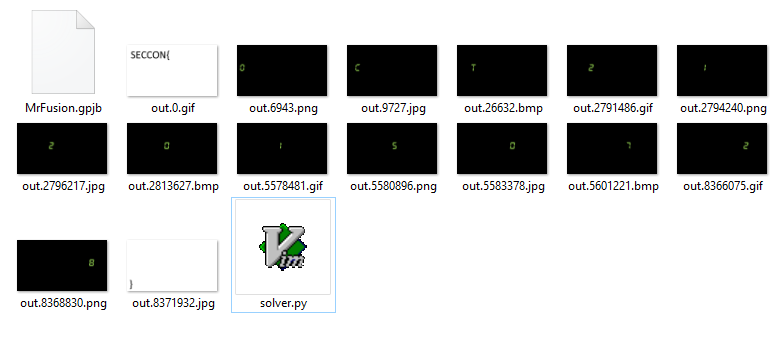 SECCON{
0 C T 2 1
MrFusion.gpjb out.0.gif out.6943.png out.9727.jpg out.26632.bmp out.2791486.gif out.2794240.png
2 0 1 5 0 7 2
out.2796217.jpg out.2813627.bmp out.5578481.gif out.5580896.png out.5583378.jpg out.5601221.bmp out.8366075.gif
8 } Vim
out.8368830.png out.8371932.jpg solver.py